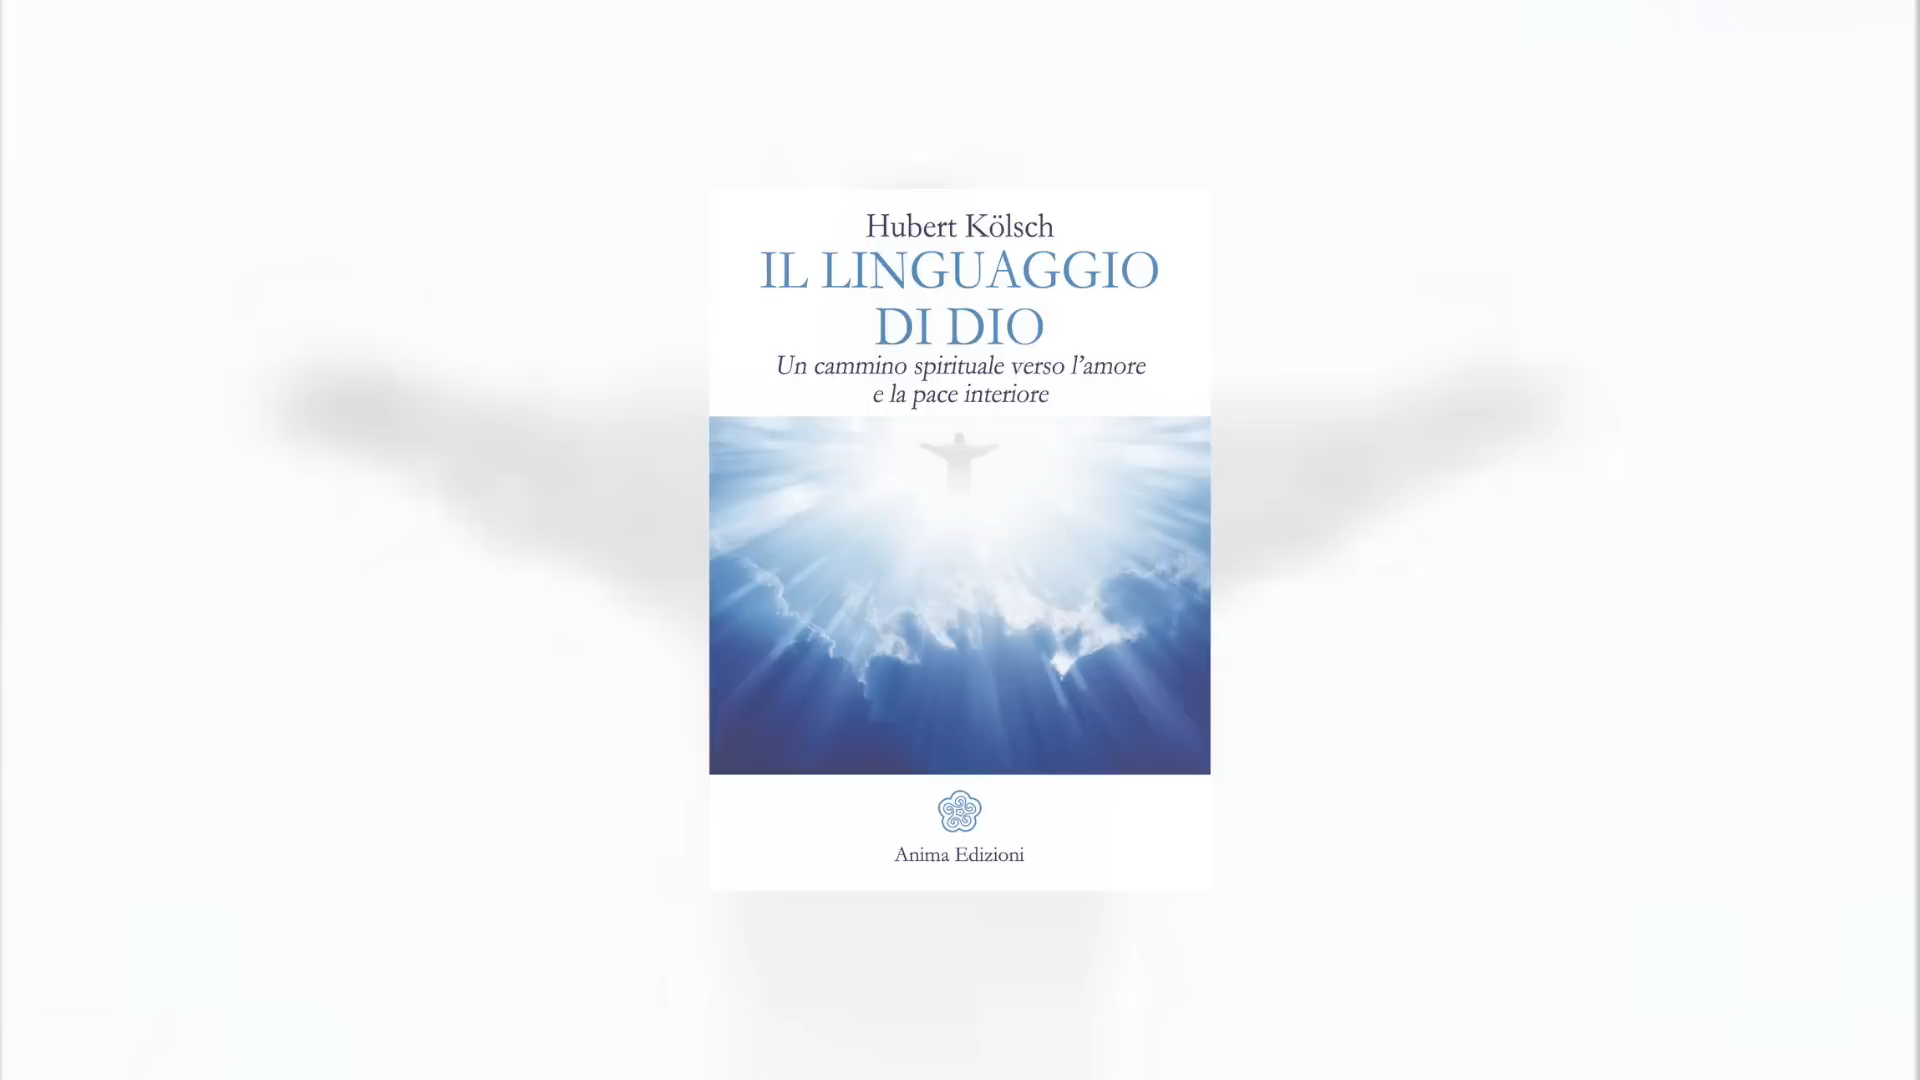 Hubert Kölsch
IL LINGUAGGIO
DI DIO
Un cammino spirituale verso l'amore
e la pace interiore
Anima Edizioni